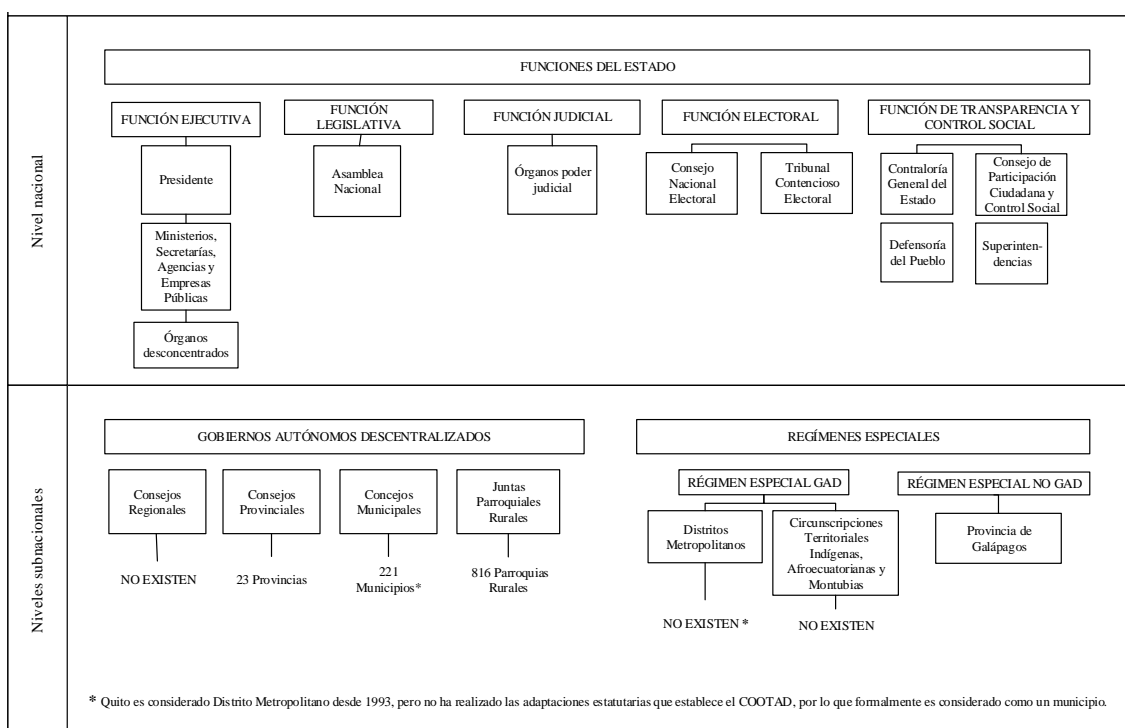 Nivel nacional
FUNCIONES DEL ESTADO
FUNCIÓN EJECUTIVA
Presidente
Ministerios,
Secretarías,
Agencias y
Empresas
Públicas
Órganos
desconcentrados
FUNCIÓN
LEGISLATIVA
Asamblea
Nacional
FUNCIÓN JUDICIAL
Órganos poder
judicial
FUNCIÓN ELECTORAL
Consejo
Nacional
Electoral
Tribunal
Contencioso
Electoral
FUNCIÓN DE TRANSPARENCIA Y
CONTROL SOCIAL
Contraloría
General del
Estado
Consejo de
Participación
Ciudadana y
Control Social
Defensoría
del Pueblo
Superinten-
dencias
Niveles subnacionales
GOBIERNOS AUTÓNOMOS DESCENTRALIZADOS
Consejos
Regionales
NO EXISTEN
Consejos
Provinciales
23 Provincias
Concejos
Municipales
221
Municipios*
Juntas
Parroquiales
Rurales
816 Parroquias
Rurales
REGÍMENES ESPECIALES
RÉGIMEN ESPECIAL GAD
Distritos
Metropolitanos
NO EXISTEN *
Circunscripciones
Territoriales
Indígenas,
Afroecuatorianas y
Montubias
NO EXISTEN
RÉGIMEN ESPECIAL NO GAD
Provincia de
Galápagos
* Quito es considerado Distrito Metropolitano desde 1993, pero no ha realizado las adaptaciones estatutarias que establece el COOTAD, por lo que formalmente es considerado como un municipio.